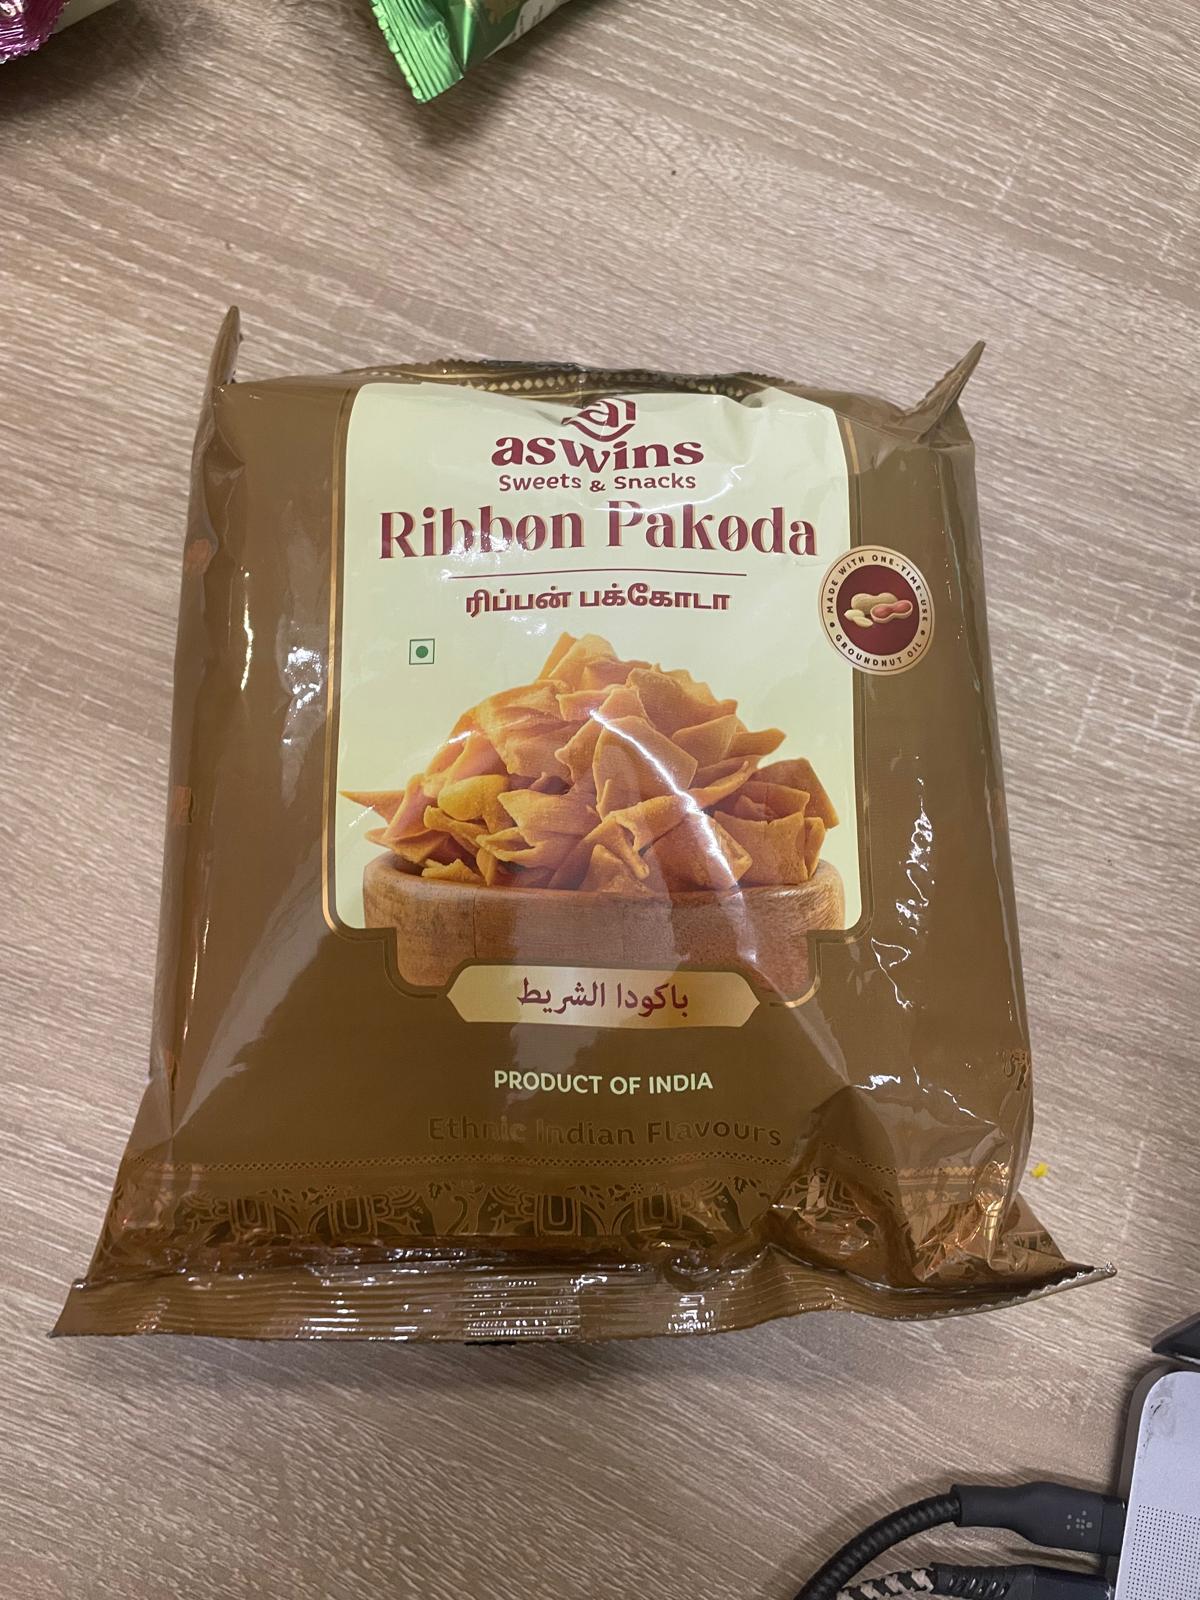 aswins
Sweets & Snacks
Ribbon Pakoda
ரிப்பன் பக்கோடா
MADE WITH ONE-TIME-USE
GROUNDNUT OIL
باكودا الشريط
PRODUCT OF INDIA
Ethnic Indian Flavours